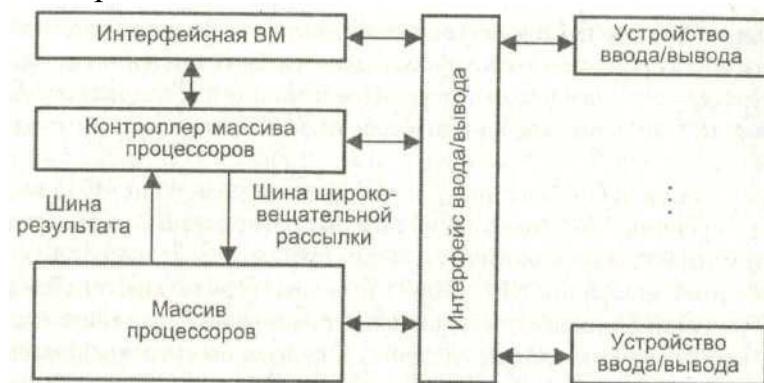 Интерфейсная ВМ
Контроллер массива
процессоров
Шина
результата
Шина широко-
вещательной
рассылки
Массив
процессоров
Интерфейс ввода/вывода
Устройство
ввода/вывода
Устройство
ввода/вывода